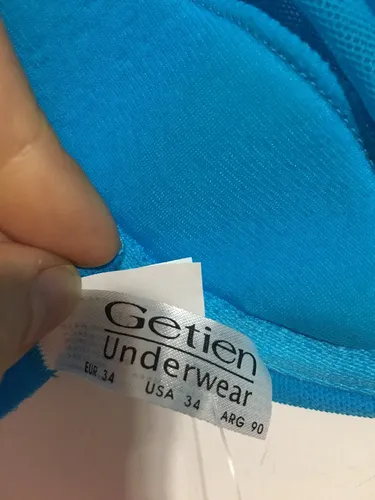 Getien
Underwear
EUR 34 USA 34 ARG 90